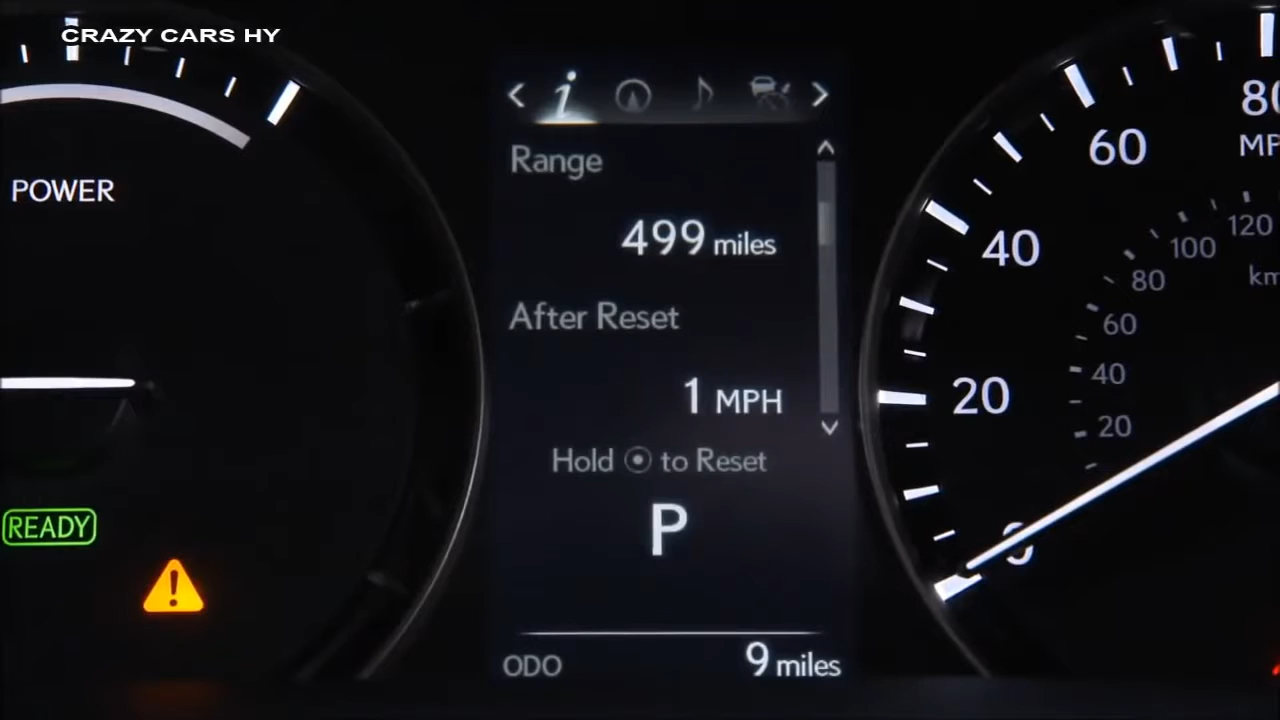 CRAZY CARS HY
POWER
READY
Range
499 miles
After Reset
1 MPH
Hold to Reset
P
ODO 9 miles
0
20
40
60
80
MP
20
40
60
80
100
120
km